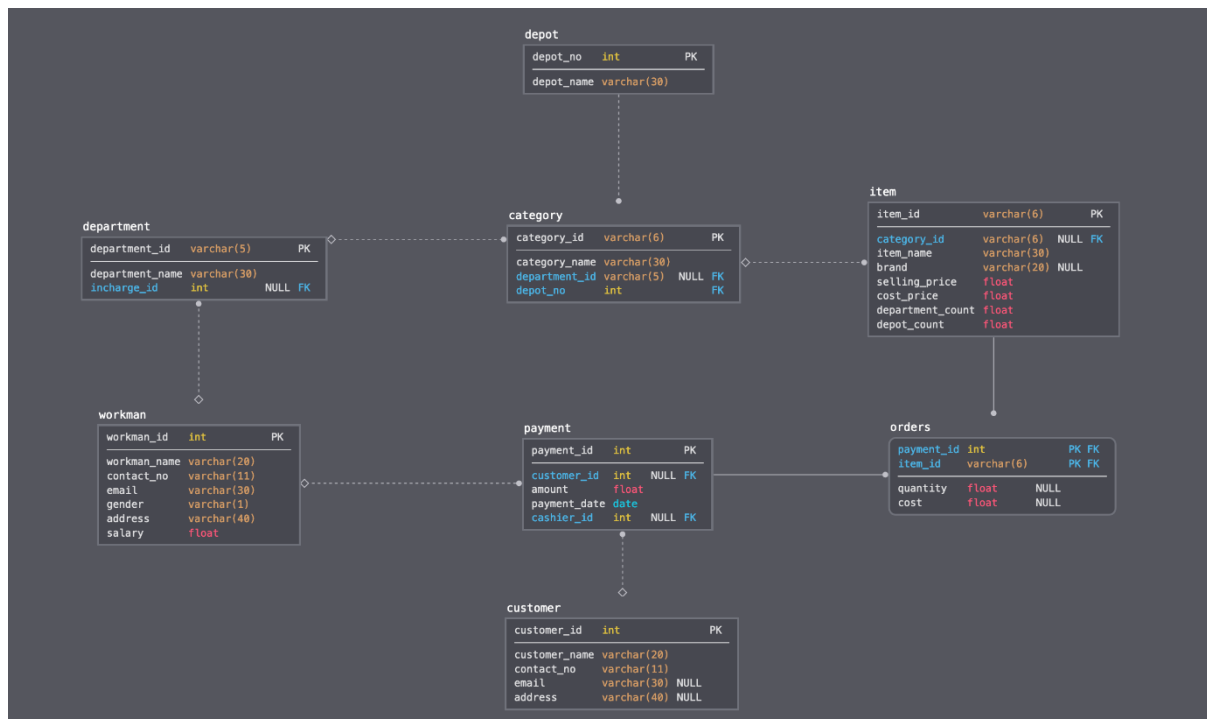 depot
depot_no int PK
depot_name varchar(30)
item
item_id varchar(6) PK
category_id varchar(6) NULL FK
item_name varchar(30)
brand varchar(20) NULL
selling_price float
cost_price float
department_count float
depot_count float
category
category_id varchar(6) PK
category_name varchar(30)
department_id varchar(5) NULL FK
depot_no int FK
department
department_id varchar(5) PK
department_name varchar(30)
incharge_id int NULL FK
workman
workman_id int PK
workman_name varchar(20)
contact_no varchar(11)
email varchar(30)
gender varchar(1)
address varchar(40)
salary float
payment
payment_id int PK
customer_id int NULL FK
amount float
payment_date date
cashier_id int NULL FK
orders
payment_id int PK FK
item_id varchar(6) PK FK
quantity float NULL
cost float NULL
customer
customer_id int PK
customer_name varchar(20)
contact_no varchar(11)
email varchar(30) NULL
address varchar(40) NULL